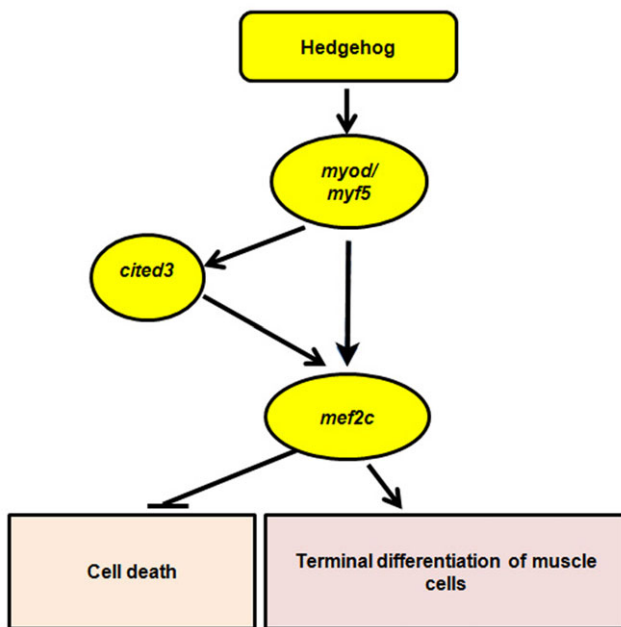 Hedgehog
myod/
myf5
cited3
mef2c
Cell death
Terminal differentiation of muscle
cells